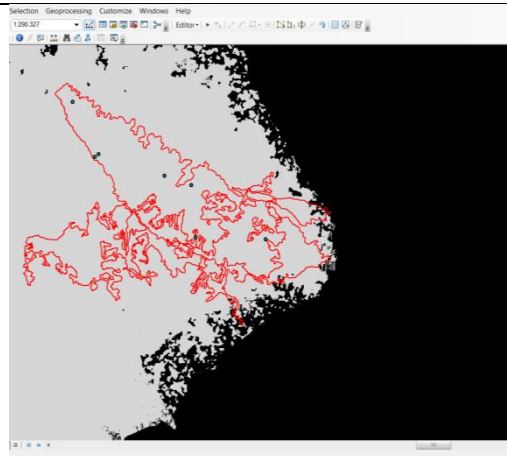 Selection Geoprocessing Customize Windows Help
1:298.327 Editor